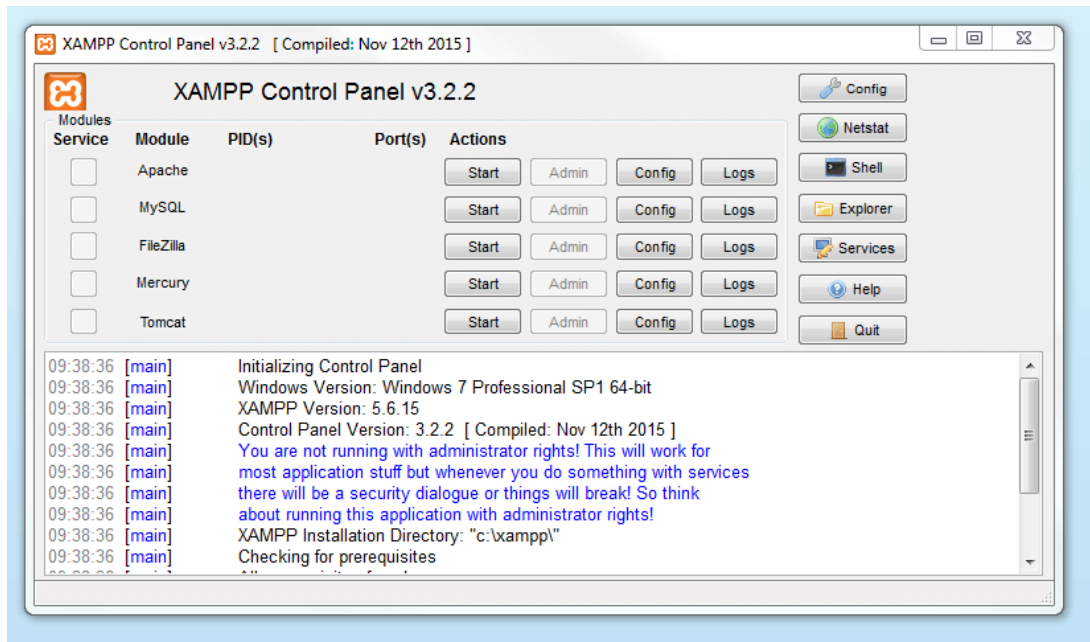 XAMPP Control Panel v3.2.2 [ Compiled: Nov 12th 2015 ]
XAMPP Control Panel v3.2.2
Config
Modules
Netstat
Service Module PID(s) Port(s) Actions
Apache Start Admin Config Logs
Shell
MySQL Start Admin Config Logs
Explorer
FileZilla Start Admin Config Logs
Services
Mercury Start Admin Config Logs
Help
Tomcat Start Admin Config Logs
Quit
09:38:36 [main] Initializing Control Panel
09:38:36 [main] Windows Version: Windows 7 Professional SP1 64-bit
09:38:36 [main] XAMPP Version: 5.6.15
09:38:36 [main] Control Panel Version: 3.2.2 [ Compiled: Nov 12th 2015 ]
09:38:36 [main] You are not running with administrator rights! This will work for
09:38:36 [main] most application stuff but whenever you do something with services
09:38:36 [main] there will be a security dialogue or things will break! So think
09:38:36 [main] about running this application with administrator rights!
09:38:36 [main] XAMPP Installation Directory: "c:\xampp\"
09:38:36 [main] Checking for prerequisites